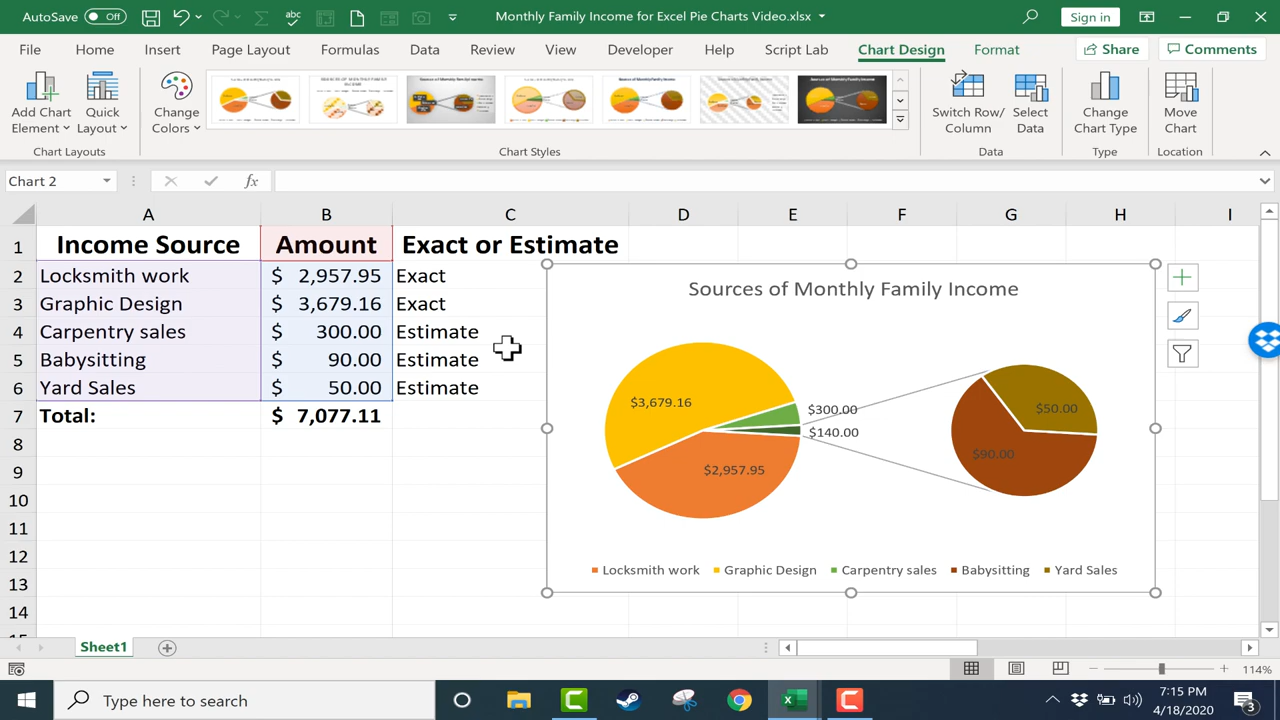 AutoSave Off Monthly Family Income for Excel Pie Charts Video.xlsx Sign in
File Home Insert Page Layout Formulas Data Review View Developer Help Script Lab Chart Design Format Share Comments
Add Chart Element Quick Layout Change Colors Switch Row/ Column Select Data Change Chart Type Move Chart
Chart Layouts Chart Styles Data Type Location
Chart 2 fx
A B C D E F G H I
1 Income Source Amount Exact or Estimate
2 Locksmith work $ 2,957.95 Exact
3 Graphic Design $ 3,679.16 Exact
4 Carpentry sales $ 300.00 Estimate
5 Babysitting $ 90.00 Estimate
6 Yard Sales $ 50.00 Estimate
7 Total: $ 7,077.11
8
9
10
11
12
13
14
Sources of Monthly Family Income
$3,679.16
$300.00
$140.00
$2,957.95
$50.00
$90.00
Locksmith work Graphic Design Carpentry sales Babysitting Yard Sales
Sheet1
114%
Type here to search
7:15 PM
4/18/2020
3